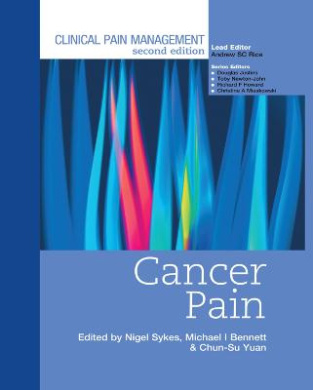 CLINICAL PAIN MANAGEMENT
second edition
Lead Editor
Andrew SC Rice
Series Editors
• Douglas Justins
• Toby Newton-John
• Richard F Howard
• Christine A Miaskowski
Cancer
Pain
Edited by Nigel Sykes, Michael I Bennett
& Chun-Su Yuan